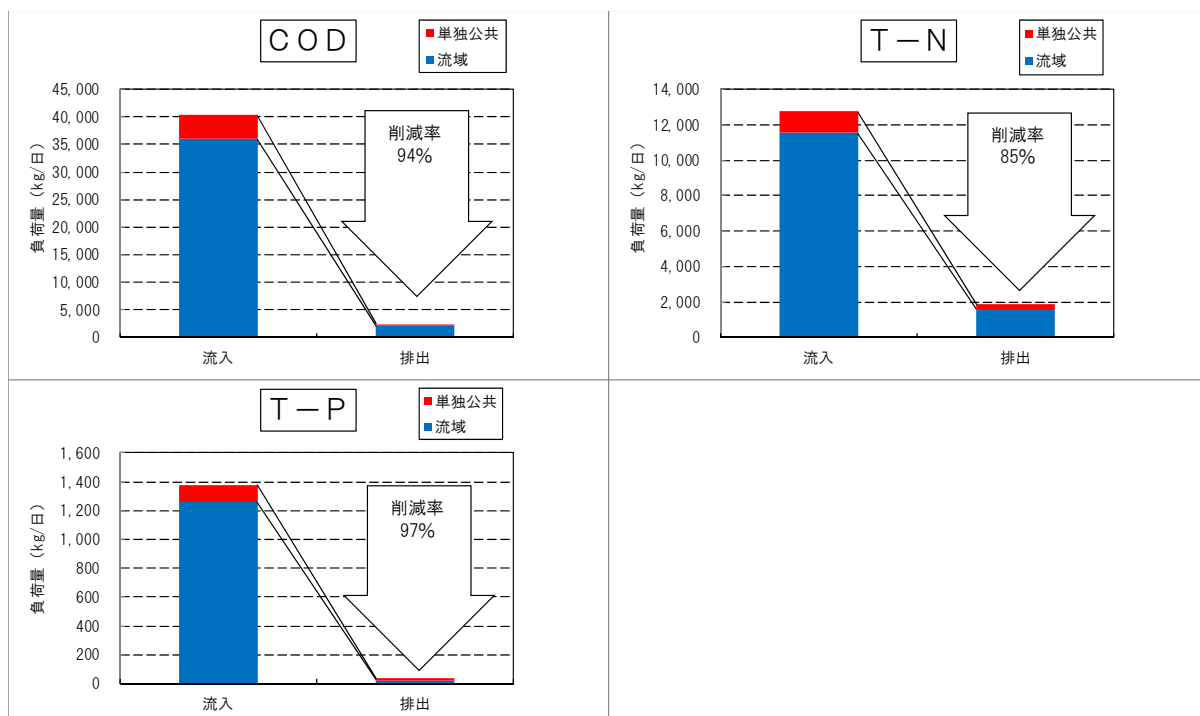 COD
単独公共
流域
負荷量(kg/日)
45,000
40,000
35,000
30,000
25,000
20,000
15,000
10,000
5,000
0
削減率
94%
流入
排出
T-N
単独公共
流域
負荷量(kg/日)
14,000
12,000
10,000
8,000
6,000
4,000
2,000
0
削減率
85%
流入
排出
T-P
単独公共
流域
負荷量(kg/日)
1,600
1,400
1,200
1,000
800
600
400
200
0
削減率
97%
流入
排出